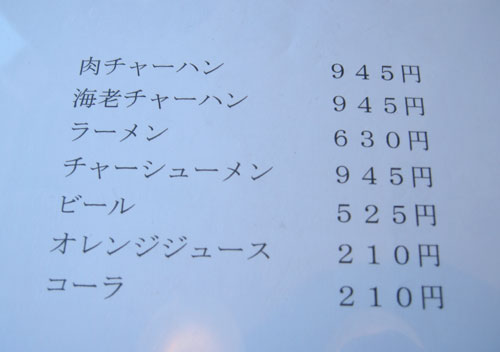 肉チャーハン ９４５円
海老チャーハン ９４５円
ラーメン ６３０円
チャーシューメン ９４５円
ビール ５２５円
オレンジジュース ２１０円
コーラ ２１０円